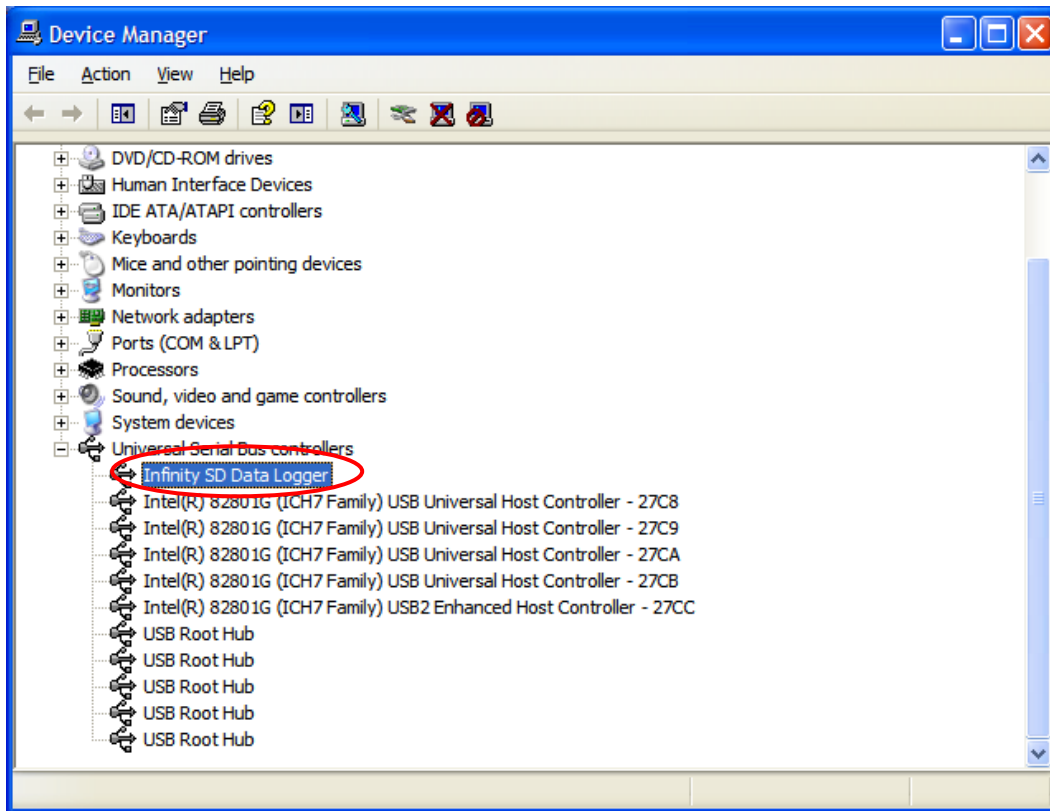 Device Manager
File Action View Help
DVD/CD-ROM drives
Human Interface Devices
IDE ATA/ATAPI controllers
Keyboards
Mice and other pointing devices
Monitors
Network adapters
Ports (COM & LPT)
Processors
Sound, video and game controllers
System devices
Universal Serial Bus controllers
Infinity SD Data Logger
Intel(R) 82801G (ICH7 Family) USB Universal Host Controller - 27C8
Intel(R) 82801G (ICH7 Family) USB Universal Host Controller - 27C9
Intel(R) 82801G (ICH7 Family) USB Universal Host Controller - 27CA
Intel(R) 82801G (ICH7 Family) USB Universal Host Controller - 27CB
Intel(R) 82801G (ICH7 Family) USB2 Enhanced Host Controller - 27CC
USB Root Hub
USB Root Hub
USB Root Hub
USB Root Hub
USB Root Hub